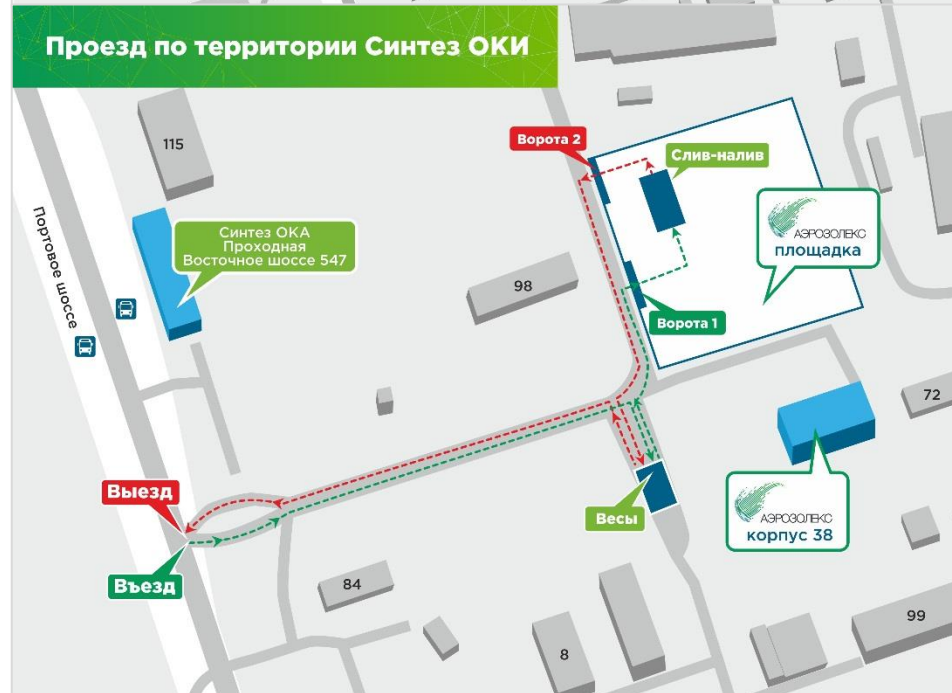 Проезд по территории Синтез ОКИ
115
Ворота 2
Слив-налив
Портовое шоссе
Синтез ОКА
Проходная
Восточное шоссе 547
АЭРОЗОЛЕКС
площадка
98
Ворота 1
72
Выезд
Весы
АЭРОЗОЛЕКС
корпус 38
Въезд
84
8
99